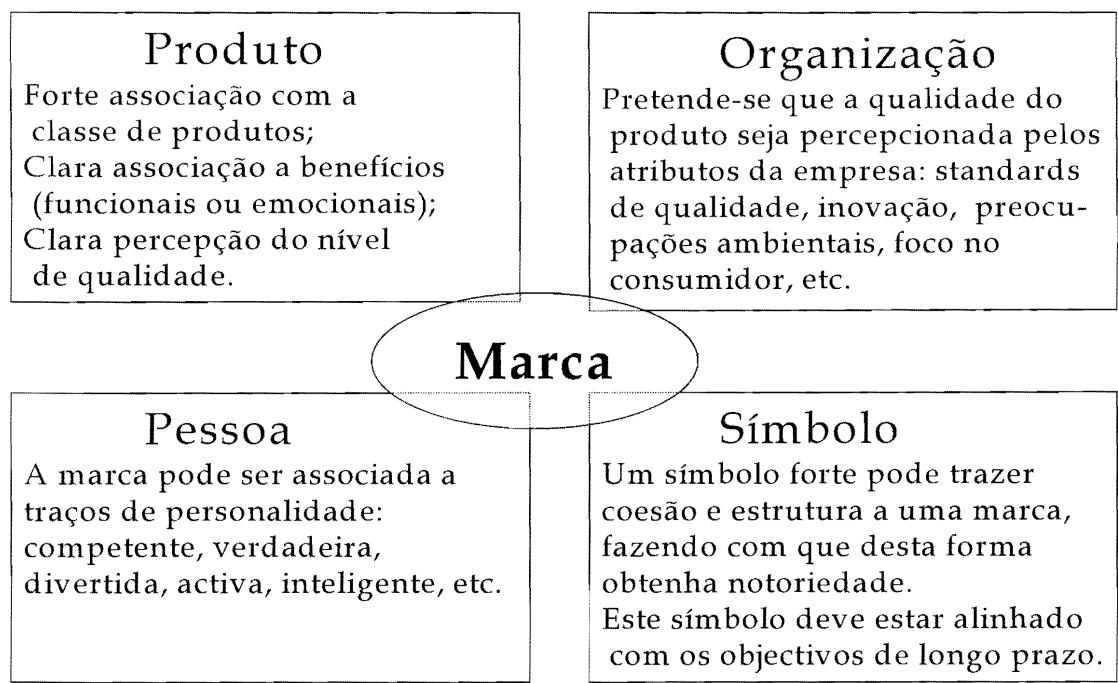 Produto
Forte associação com a
classe de produtos;
Clara associação a benefícios
(funcionais ou emocionais);
Clara percepção do nível
de qualidade.
Organização
Pretende-se que a qualidade do
produto seja percepcionada pelos
atributos da empresa: standards
de qualidade, inovação, preocu-
pações ambientais, foco no
consumidor, etc.
Marca
Pessoa
A marca pode ser associada a
traços de personalidade:
competente, verdadeira,
divertida, activa, inteligente, etc.
Símbolo
Um símbolo forte pode trazer
coesão e estrutura a uma marca,
fazendo com que desta forma
obtenha notoriedade.
Este símbolo deve estar alinhado
com os objectivos de longo prazo.